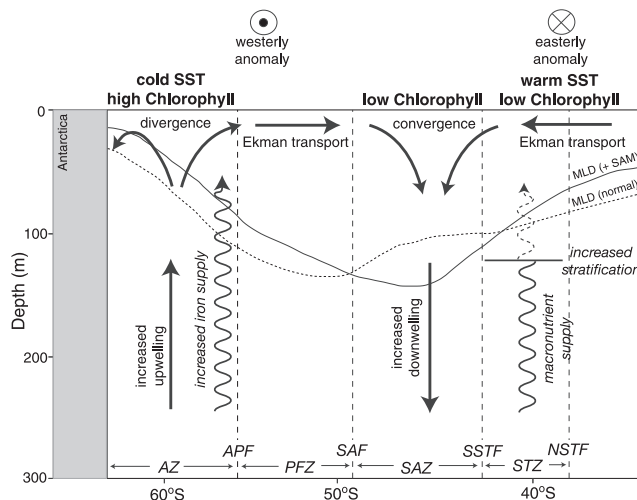 westerly
anomaly
easterly
anomaly
cold SST
high Chlorophyll
low Chlorophyll
warm SST
low Chlorophyll
0
100
200
300
Depth (m)
Antarctica
divergence
Ekman transport
convergence
Ekman transport
MLD (+ SAM)
MLD (normal)
increased
stratification
increased
upwelling
increased iron supply
increased
downwelling
macronutrient
supply
APF
SAF
SSTF
NSTF
AZ
PFZ
SAZ
STZ
60°S
50°S
40°S